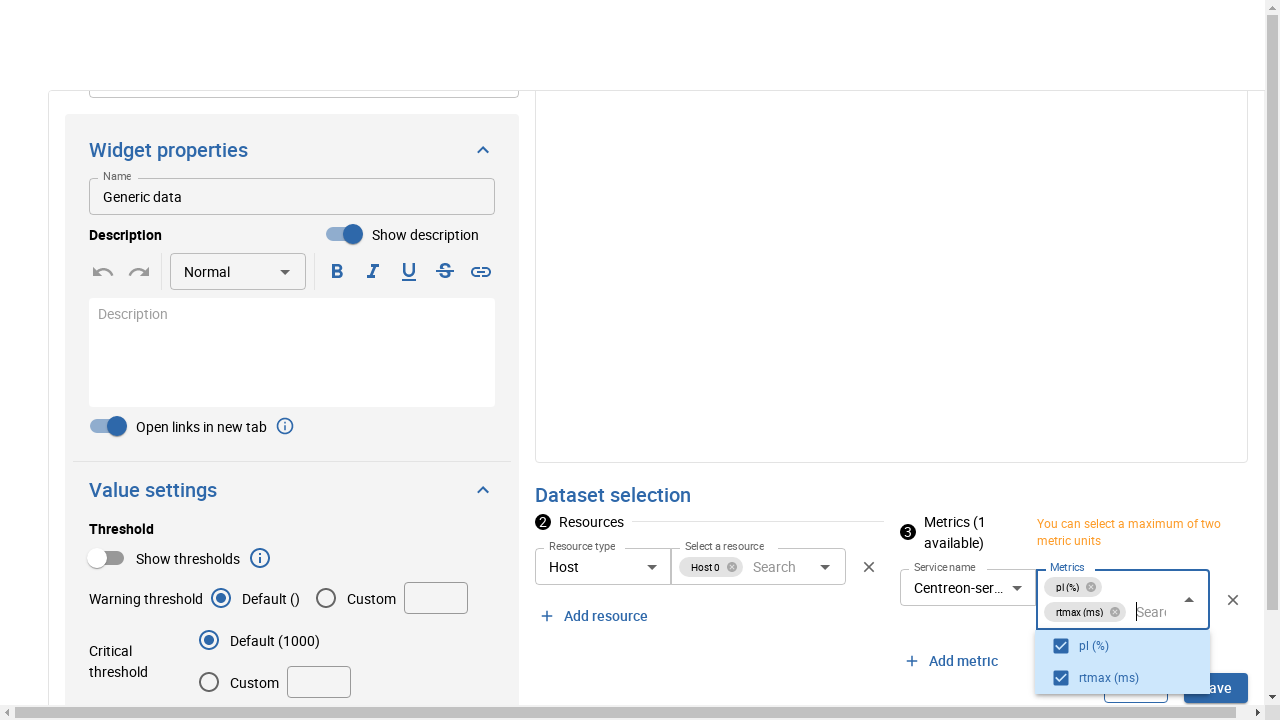 Widget properties
Name
Generic data
Description
Show description
Normal
Description
Open links in new tab
Value settings
Threshold
Show thresholds
Warning threshold
Default ()
Custom
Critical
threshold
Default (1000)
Custom
Dataset selection
2 Resources
Resource type
Host
Select a resource
Host 0
Search
Add resource
3
Metrics (1
available)
You can select a maximum of two
metric units
Service name
Centreon-ser...
Metrics
pl (%)
rtmax (ms)
Add metric
pl (%)
rtmax (ms)